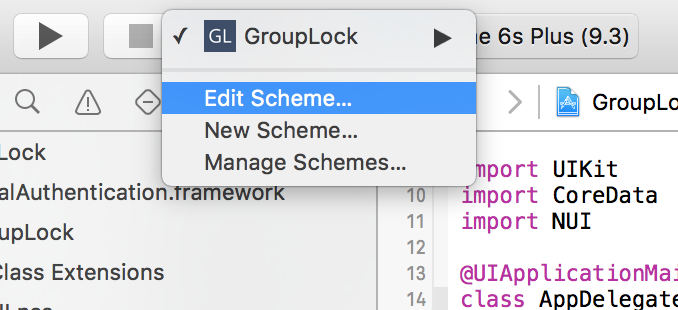 GL GroupLock
e 6s Plus (9.3)
Edit Scheme...
New Scheme...
Manage Schemes...
GroupLo
Lock
alAuthentication.framework
upLock
Class Extensions
import UIKit
10 import CoreData
11 import NUI
12
13 @UIApplicationMai
14 class AppDelegate